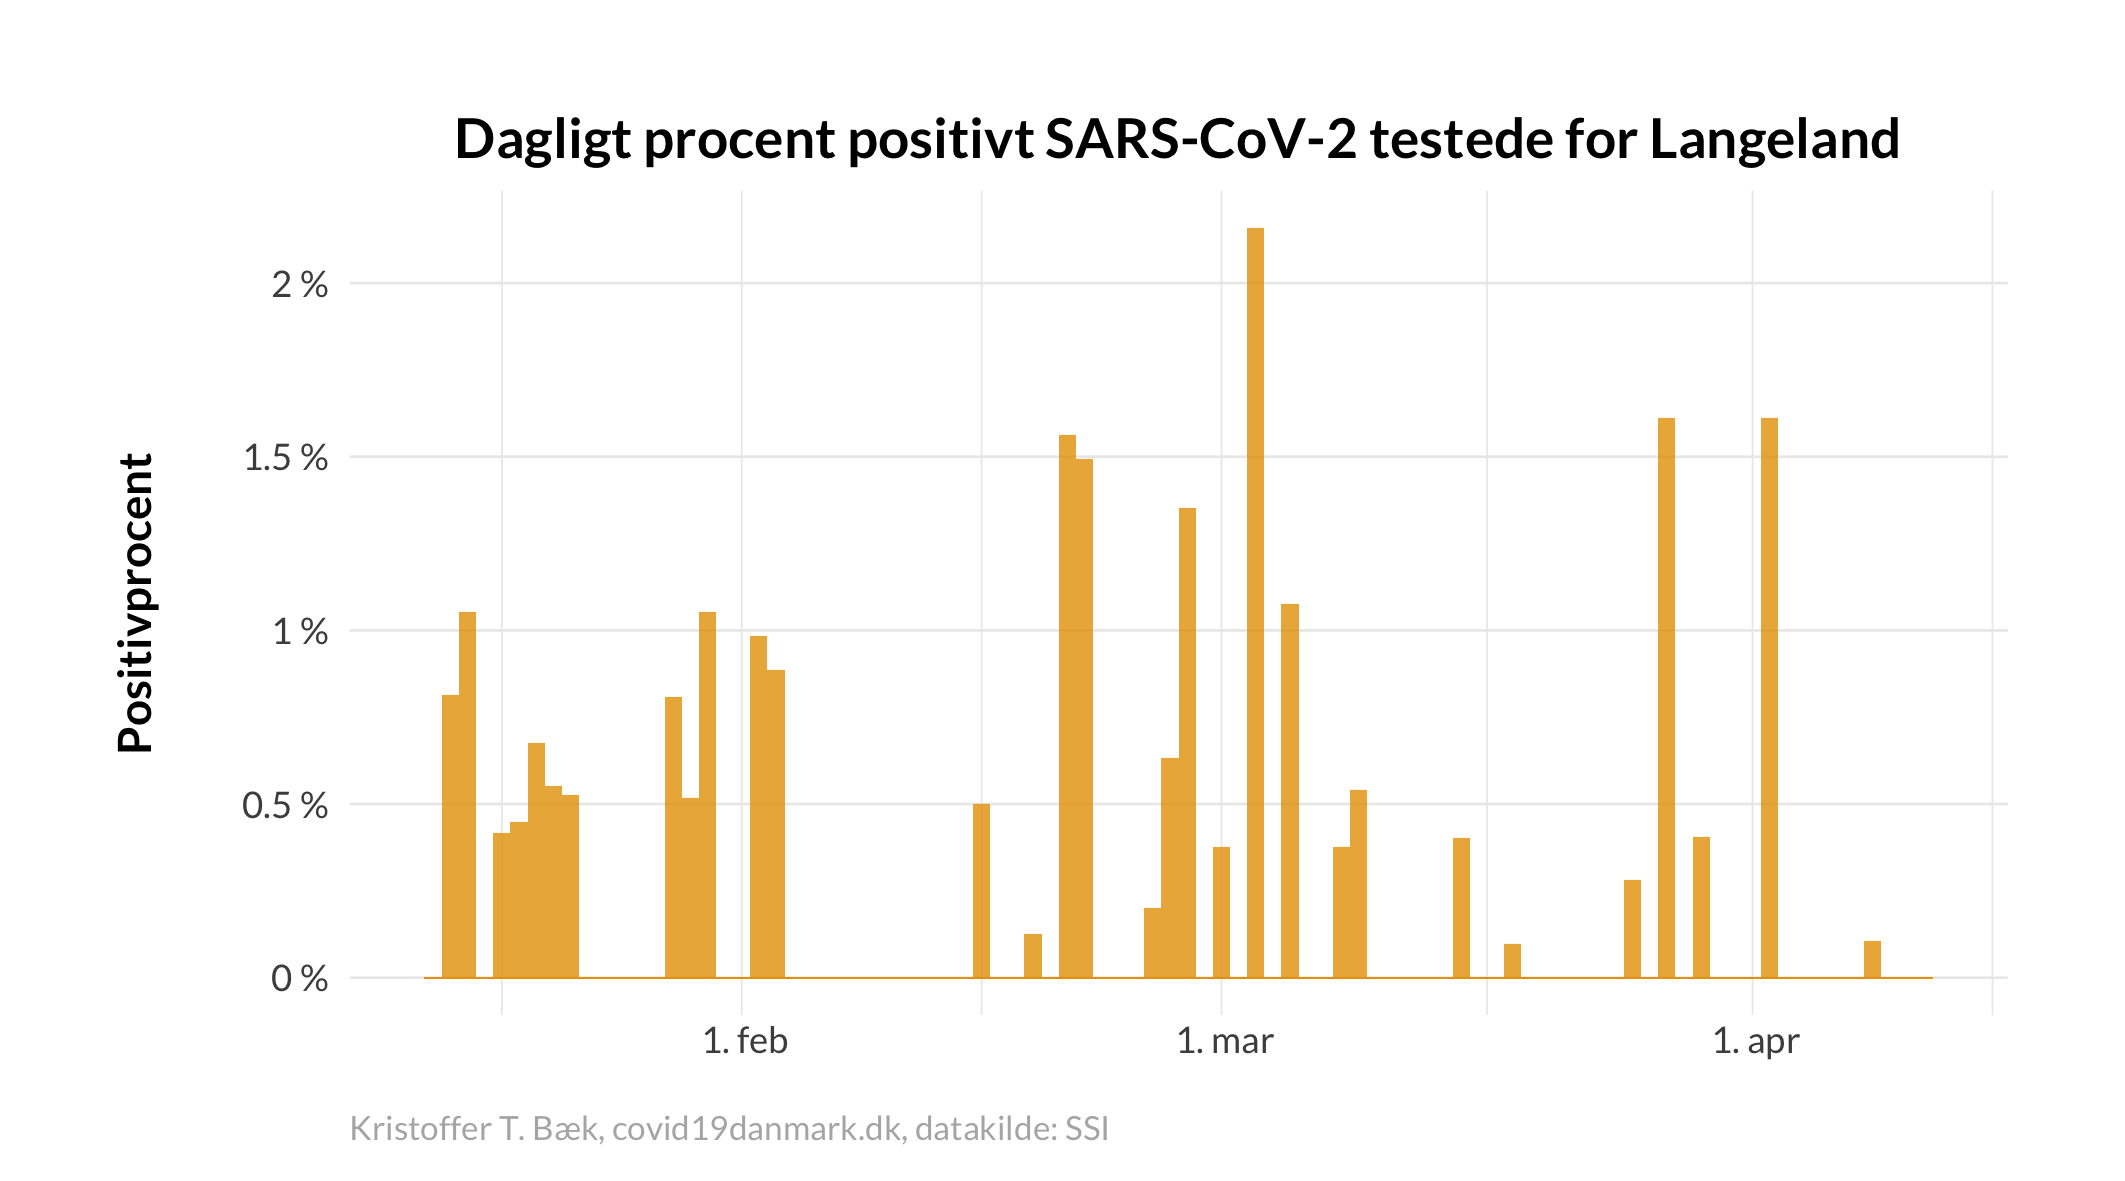 Dagligt procent positivt SARS-CoV-2 testede for Langeland
Positivprocent
2 %
1.5 %
1 %
0.5 %
0 %
1. feb
1. mar
1. apr
Kristoffer T. Bæk, covid19danmark.dk, datakilde: SSI